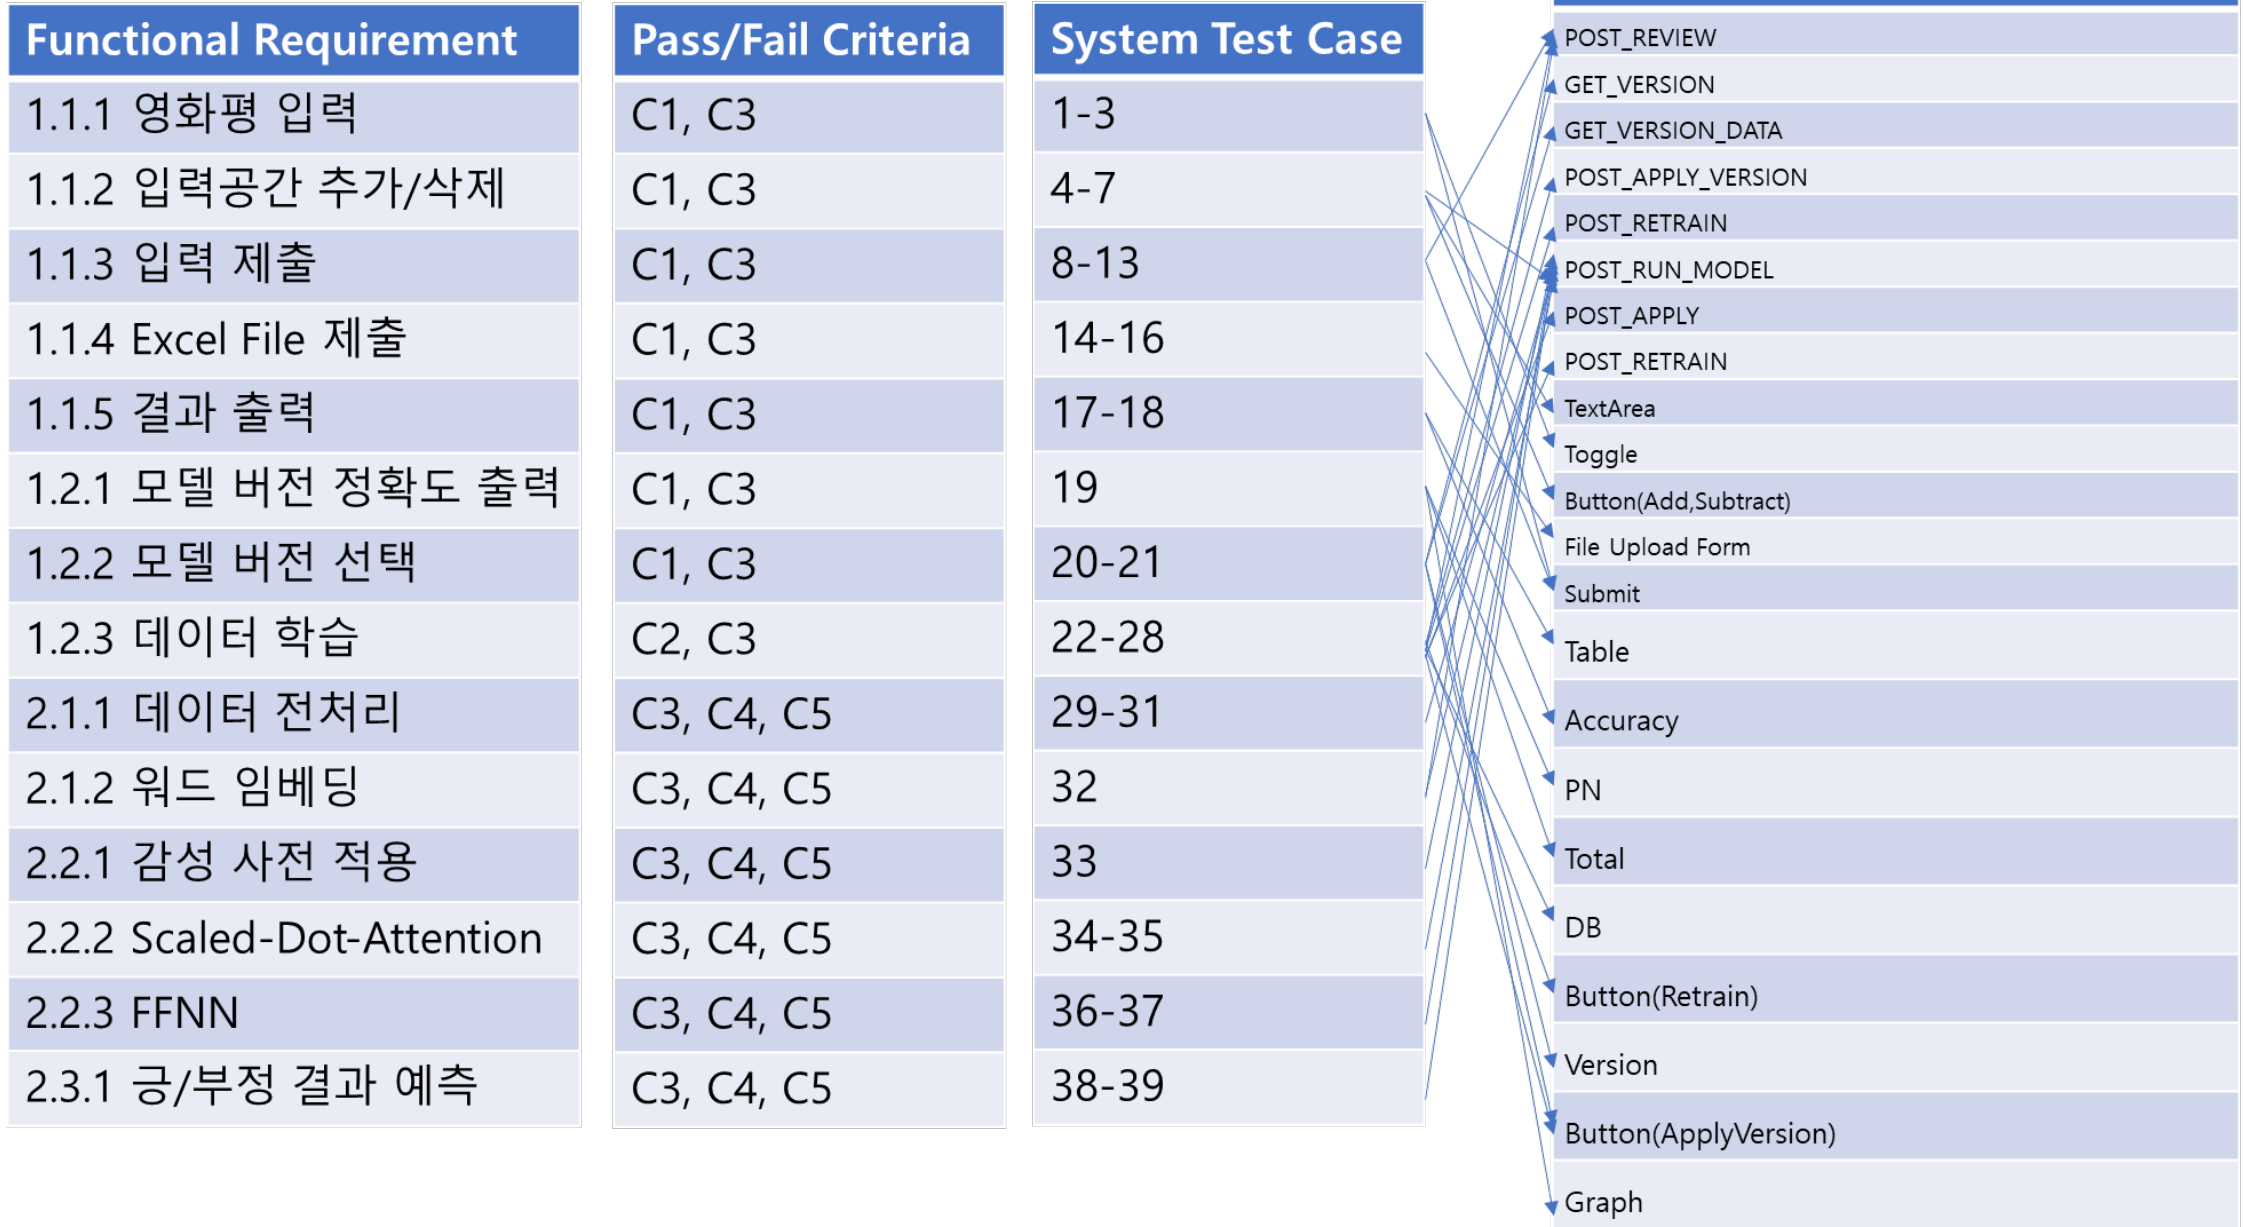 Functional Requirement
1.1.1 영화평 입력
1.1.2 입력공간 추가/삭제
1.1.3 입력 제출
1.1.4 Excel File 제출
1.1.5 결과 출력
1.2.1 모델 버전 정확도 출력
1.2.2 모델 버전 선택
1.2.3 데이터 학습
2.1.1 데이터 전처리
2.1.2 워드 임베딩
2.2.1 감성 사전 적용
2.2.2 Scaled-Dot-Attention
2.2.3 FFNN
2.3.1 긍/부정 결과 예측
Pass/Fail Criteria
C1, C3
C1, C3
C1, C3
C1, C3
C1, C3
C1, C3
C1, C3
C2, C3
C3, C4, C5
C3, C4, C5
C3, C4, C5
C3, C4, C5
C3, C4, C5
C3, C4, C5
System Test Case
1-3
4-7
8-13
14-16
17-18
19
20-21
22-28
29-31
32
33
34-35
36-37
38-39
POST_REVIEW
GET_VERSION
GET_VERSION_DATA
POST_APPLY_VERSION
POST_RETRAIN
POST_RUN_MODEL
POST_APPLY
POST_RETRAIN
TextArea
Toggle
Button(Add,Subtract)
File Upload Form
Submit
Table
Accuracy
PN
Total
DB
Button(Retrain)
Version
Button(ApplyVersion)
Graph